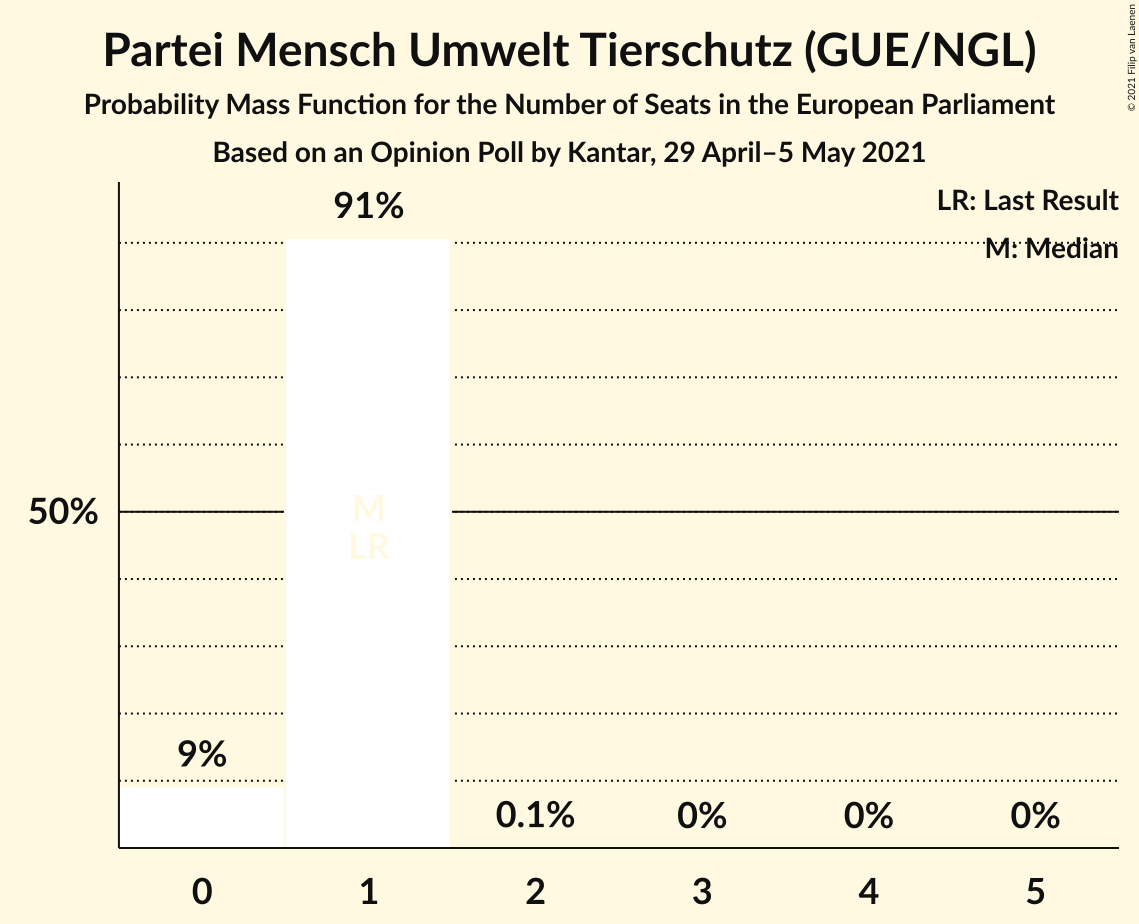 Partei Mensch Umwelt Tierschutz (GUE/NGL)
Probability Mass Function for the Number of Seats in the European Parliament
Based on an Opinion Poll by Kantar, 29 April–5 May 2021
© 2021 Filip van Laenen
LR: Last Result
M: Median
91%
50%
M
LR
9%
0.1%
0%
0%
0%
0
1
2
3
4
5